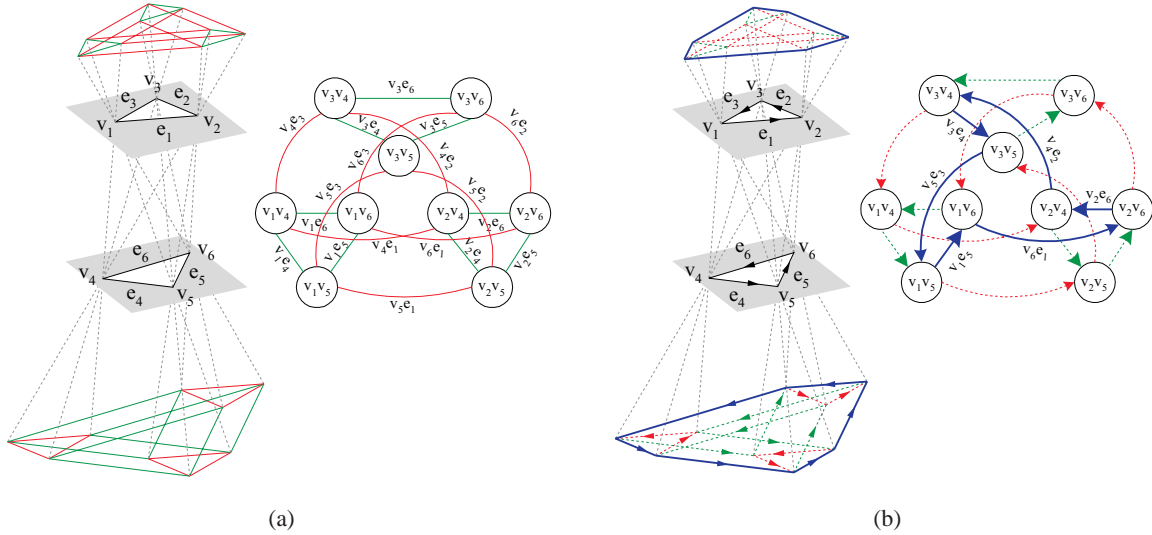 v3
e3 e2
v1 v2
e1
v6
e6
v4 e5
e4 v5
v3v4 v3e6 v3v6
v4e3 v3e4 v3e5 v6e2
v6e3 v4e2
v3v5
v5e3 v5e2
v1v4 v1v6 v2v4 v2v6
v1e6 v2e6
v4e1 v6e1
v1e4 v1e5 v2e4 v2e5
v1v5 v2v5
v5e1
(a)
v3
e3 e2
v1 v2
e1
v6
e6
v4 e5
e4 v5
v3v4 v3v6
v3e4
v3v5 v4e2
v5e3
v1v4 v1v6 v2v4 v2e6 v2v6
v1e5 v6e1
v1v5 v2v5
(b)